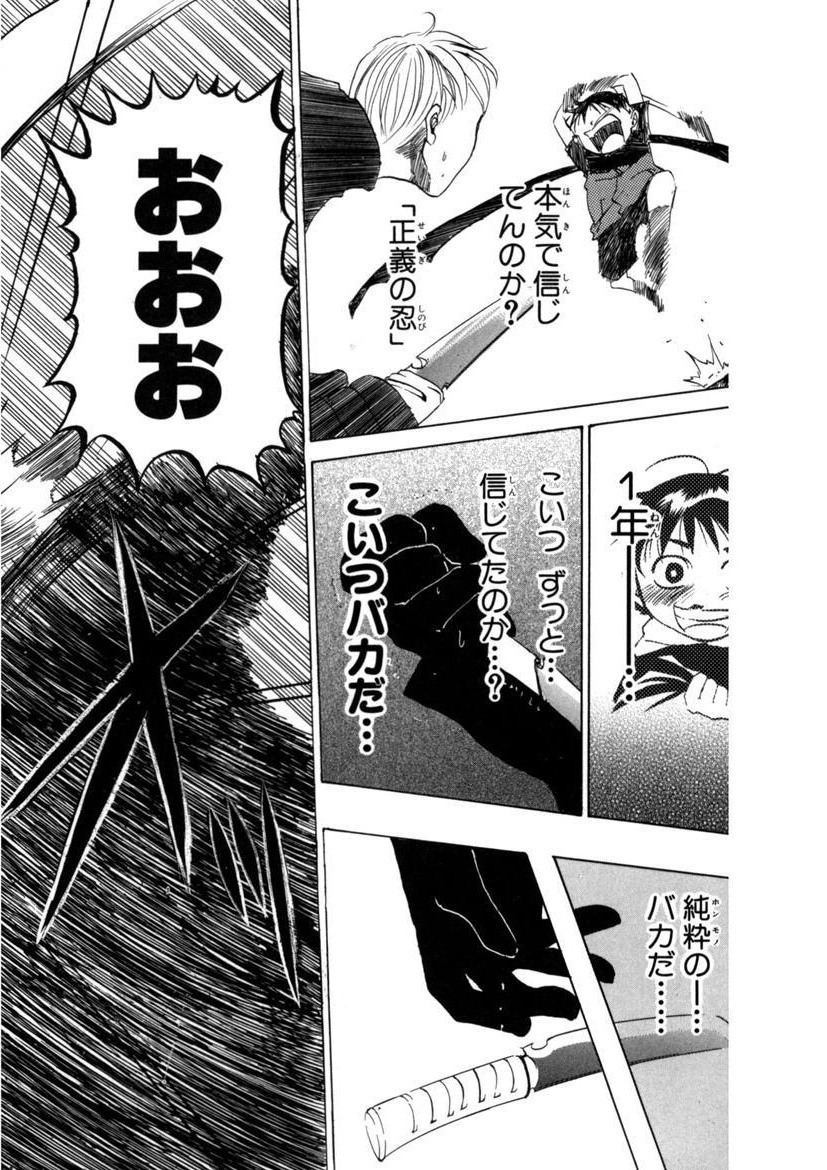 本気で信じ
てんのか？
「正義の忍」
１年――…
こいつ ずっと…
信じてたのか…？
こいつバカだ…
純粋のー…
バカだ……
おおお